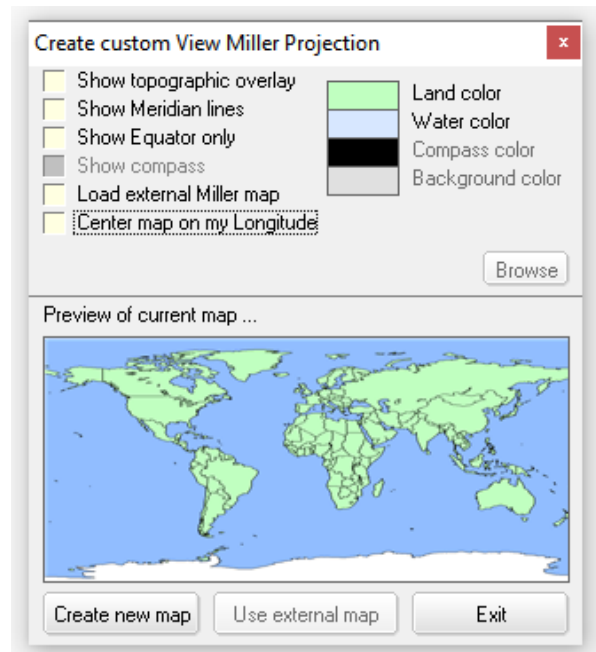 Create custom View Miller Projection
x
Show topographic overlay
Show Meridian lines
Show Equator only
Show compass
Load external Miller map
Center map on my Longitude
Land color
Water color
Compass color
Background color
Browse
Preview of current map ...
Create new map
Use external map
Exit